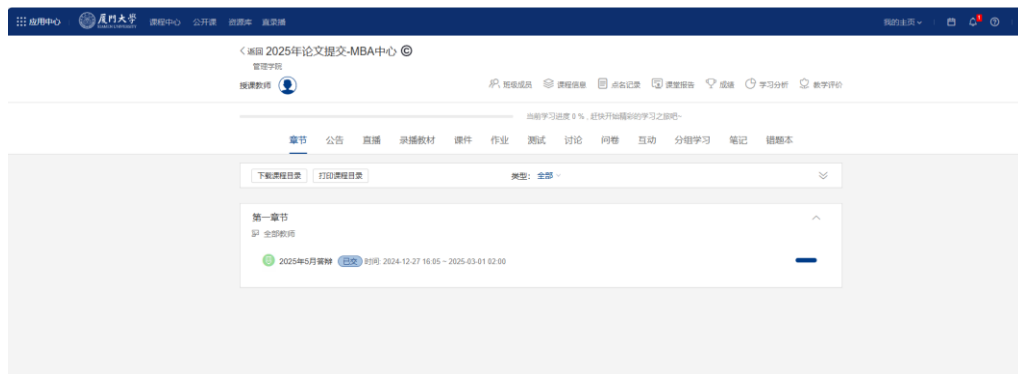 应用中心 厦门大学 课程中心 公开课 资源库 直录播 我的主页
返回 2025年论文提交-MBA中心 ©
管理学院
授课教师 班级成员 课程信息 点名记录 课堂报告 成绩 学习分析 教学评价
当前学习进度 0 % , 赶快开始精彩的学习之旅吧~
章节 公告 直播 录播教材 课件 作业 测试 讨论 问卷 互动 分组学习 笔记 错题本
下载课程目录 打印课程目录 类型: 全部
第一章节
全部教师
2025年5月答辩 已交 时间: 2024-12-27 16:05 ~ 2025-03-01 02:00